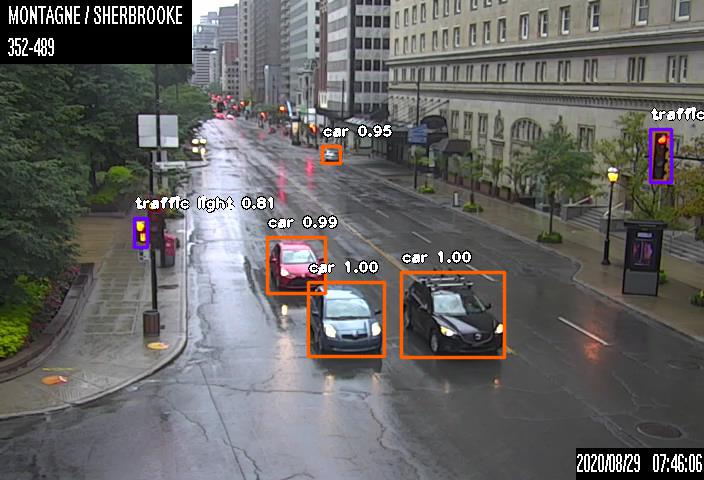 MONTAGNE / SHERBROOKE
352-489
traffic
car 0.95
traffic light 0.81
car 0.99
car 1.00
car 1.00
2020/08/29 07:46:06